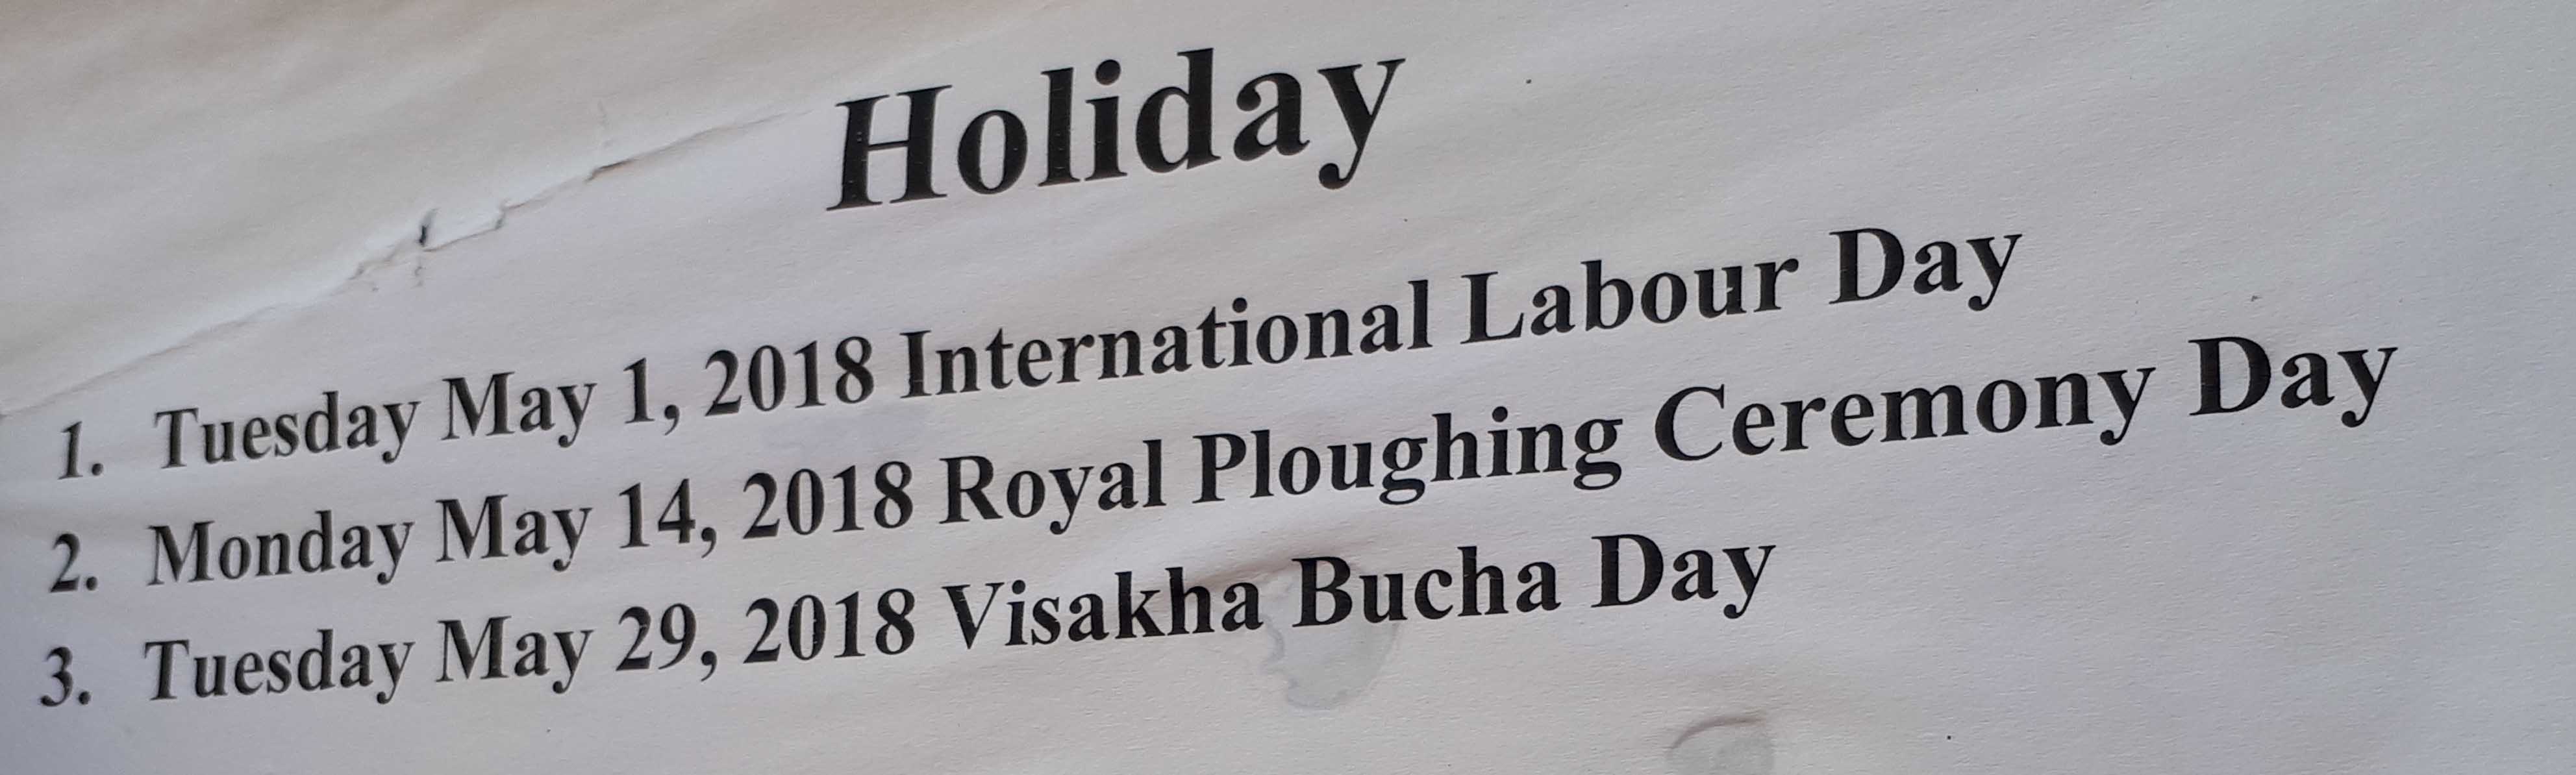 Holiday
1. Tuesday May 1, 2018 International Labour Day
2. Monday May 14, 2018 Royal Ploughing Ceremony Day
3. Tuesday May 29, 2018 Visakha Bucha Day